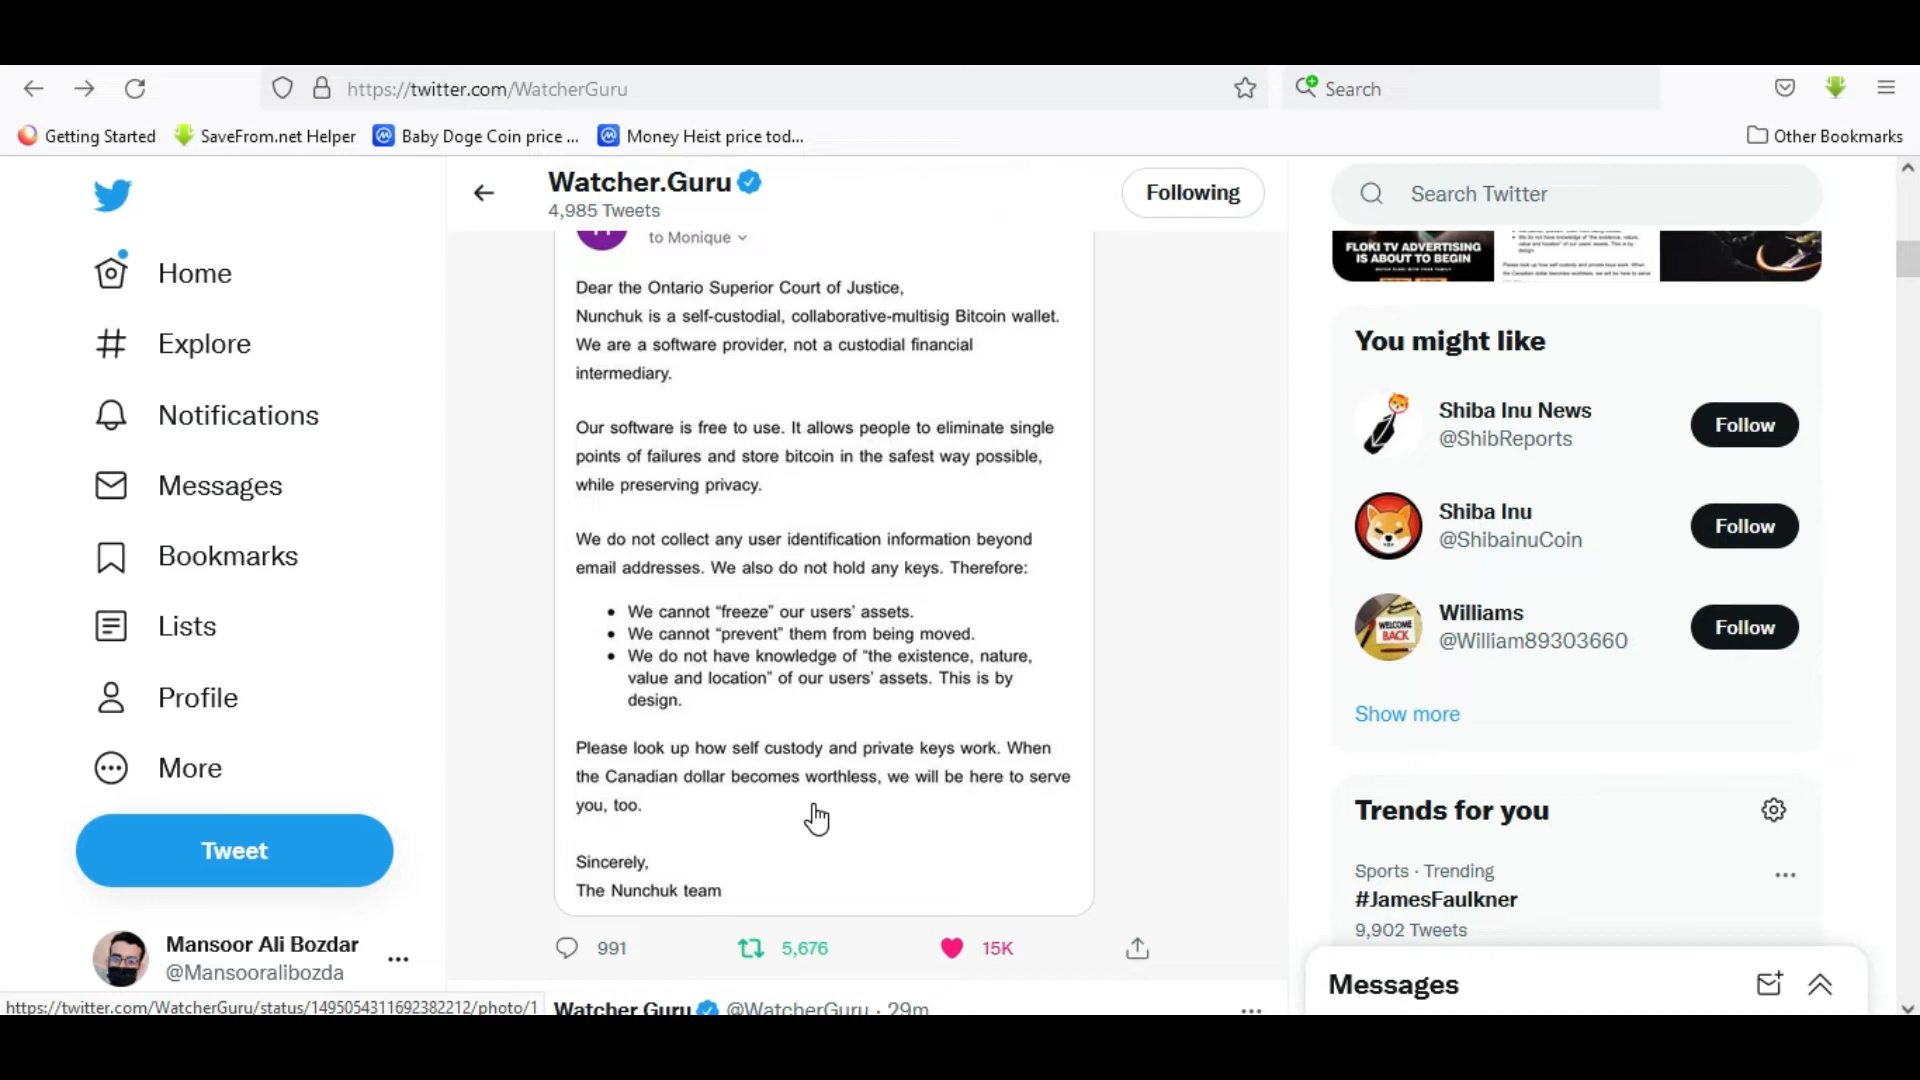 https://twitter.com/WatcherGuru
Search
Getting Started
SaveFrom.net Helper
Baby Doge Coin price ...
Money Heist price tod...
Other Bookmarks
Home
Explore
Notifications
Messages
Bookmarks
Lists
Profile
More
Tweet
Mansoor Ali Bozdar
@Mansooralibozda
https://twitter.com/WatcherGuru/status/1495054311692382212/photo/1
Watcher.Guru
4,985 Tweets
Following
to Monique
Dear the Ontario Superior Court of Justice,
Nunchuk is a self-custodial, collaborative-multisig Bitcoin wallet.
We are a software provider, not a custodial financial
intermediary.
Our software is free to use. It allows people to eliminate single
points of failures and store bitcoin in the safest way possible,
while preserving privacy.
We do not collect any user identification information beyond
email addresses. We also do not hold any keys. Therefore:
• We cannot “freeze” our users’ assets.
• We cannot “prevent” them from being moved.
• We do not have knowledge of “the existence, nature,
value and location” of our users’ assets. This is by
design.
Please look up how self custody and private keys work. When
the Canadian dollar becomes worthless, we will be here to serve
you, too.
Sincerely,
The Nunchuk team
991
5,676
15K
Watcher.Guru @WatcherGuru · 29m
Search Twitter
FLOKI TV ADVERTISING
IS ABOUT TO BEGIN
You might like
Shiba Inu News
@ShibReports
Follow
Shiba Inu
@ShibainuCoin
Follow
WELCOME
BACK
Williams
@William89303660
Follow
Show more
Trends for you
Sports · Trending
#JamesFaulkner
9,902 Tweets
Messages